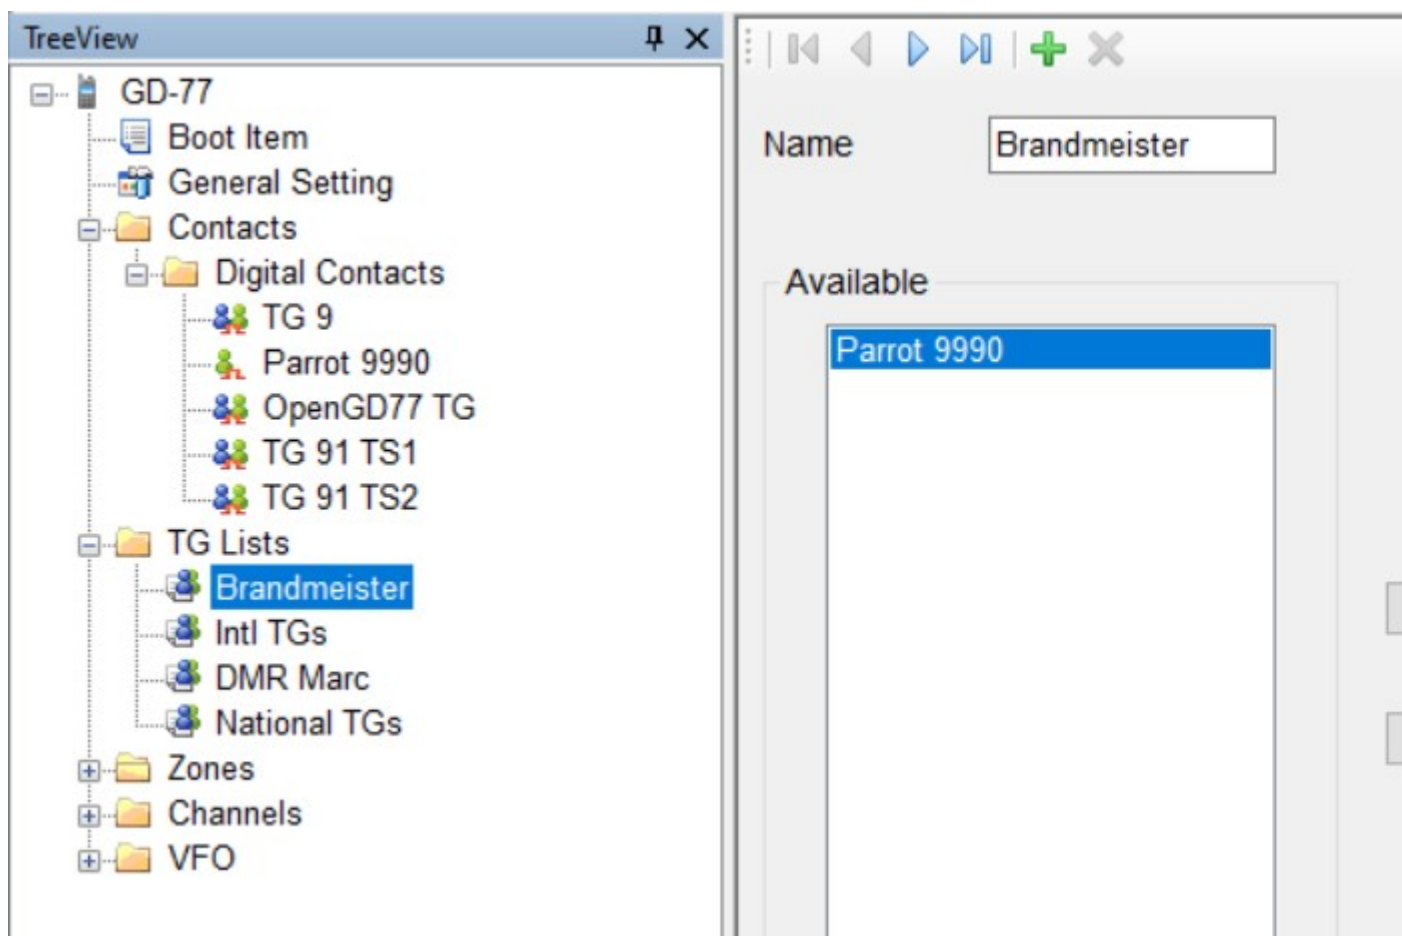 TreeView
GD-77
Boot Item
General Setting
Contacts
Digital Contacts
TG 9
Parrot 9990
OpenGD77 TG
TG 91 TS1
TG 91 TS2
TG Lists
Brandmeister
Intl TGs
DMR Marc
National TGs
Zones
Channels
VFO
Name
Brandmeister
Available
Parrot 9990